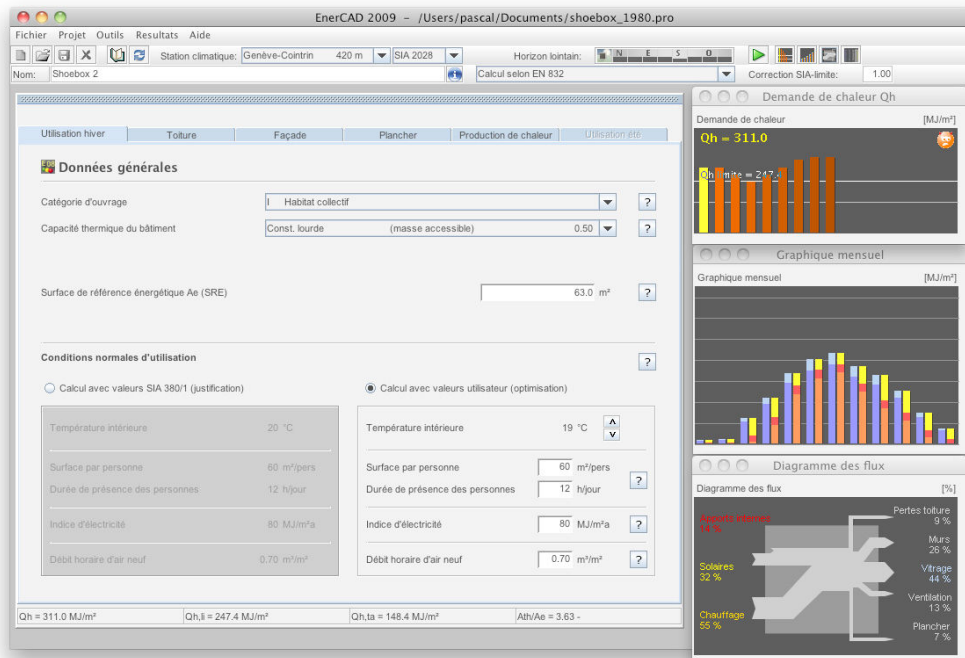 EnerCAD 2009 - /Users/pascal/Documents/shoebox_1980.pro
Fichier Projet Outils Resultats Aide
Station climatique: Genève-Cointrin 420 m SIA 2028 Horizon lointain: N E S O
Nom: Shoebox 2 Calcul selon EN 832 Correction SIA-limite: 1.00
Utilisation hiver Toiture Façade Plancher Production de chaleur Utilisation été
Données générales
Catégorie d'ouvrage I Habitat collectif ?
Capacité thermique du bâtiment Const. lourde (masse accessible) 0.50 ?
Surface de référence énergétique Ae (SRE) 63.0 m² ?
Conditions normales d'utilisation ?
Calcul avec valeurs SIA 380/1 (justification)
Température intérieure 20 °C
Surface par personne 60 m²/pers
Durée de présence des personnes 12 h/jour
Indice d'électricité 80 MJ/m²a
Débit horaire d'air neuf 0.70 m³/m²
Calcul avec valeurs utilisateur (optimisation)
Température intérieure 19 °C
Surface par personne 60 m²/pers
Durée de présence des personnes 12 h/jour ?
Indice d'électricité 80 MJ/m²a ?
Débit horaire d'air neuf 0.70 m³/m² ?
Qh = 311.0 MJ/m² Qh,li = 247.4 MJ/m² Qh,ta = 148.4 MJ/m² Ath/Ae = 3.63 -
Demande de chaleur Qh
Demande de chaleur [MJ/m²]
Qh = 311.0
Qh limite = 247.4
Graphique mensuel
Graphique mensuel [MJ/m²]
Diagramme des flux
Diagramme des flux [%]
Apports internes
14 %
Solaires
32 %
Chauffage
55 %
Pertes toiture
9 %
Murs
26 %
Vitrage
44 %
Ventilation
13 %
Plancher
7 %